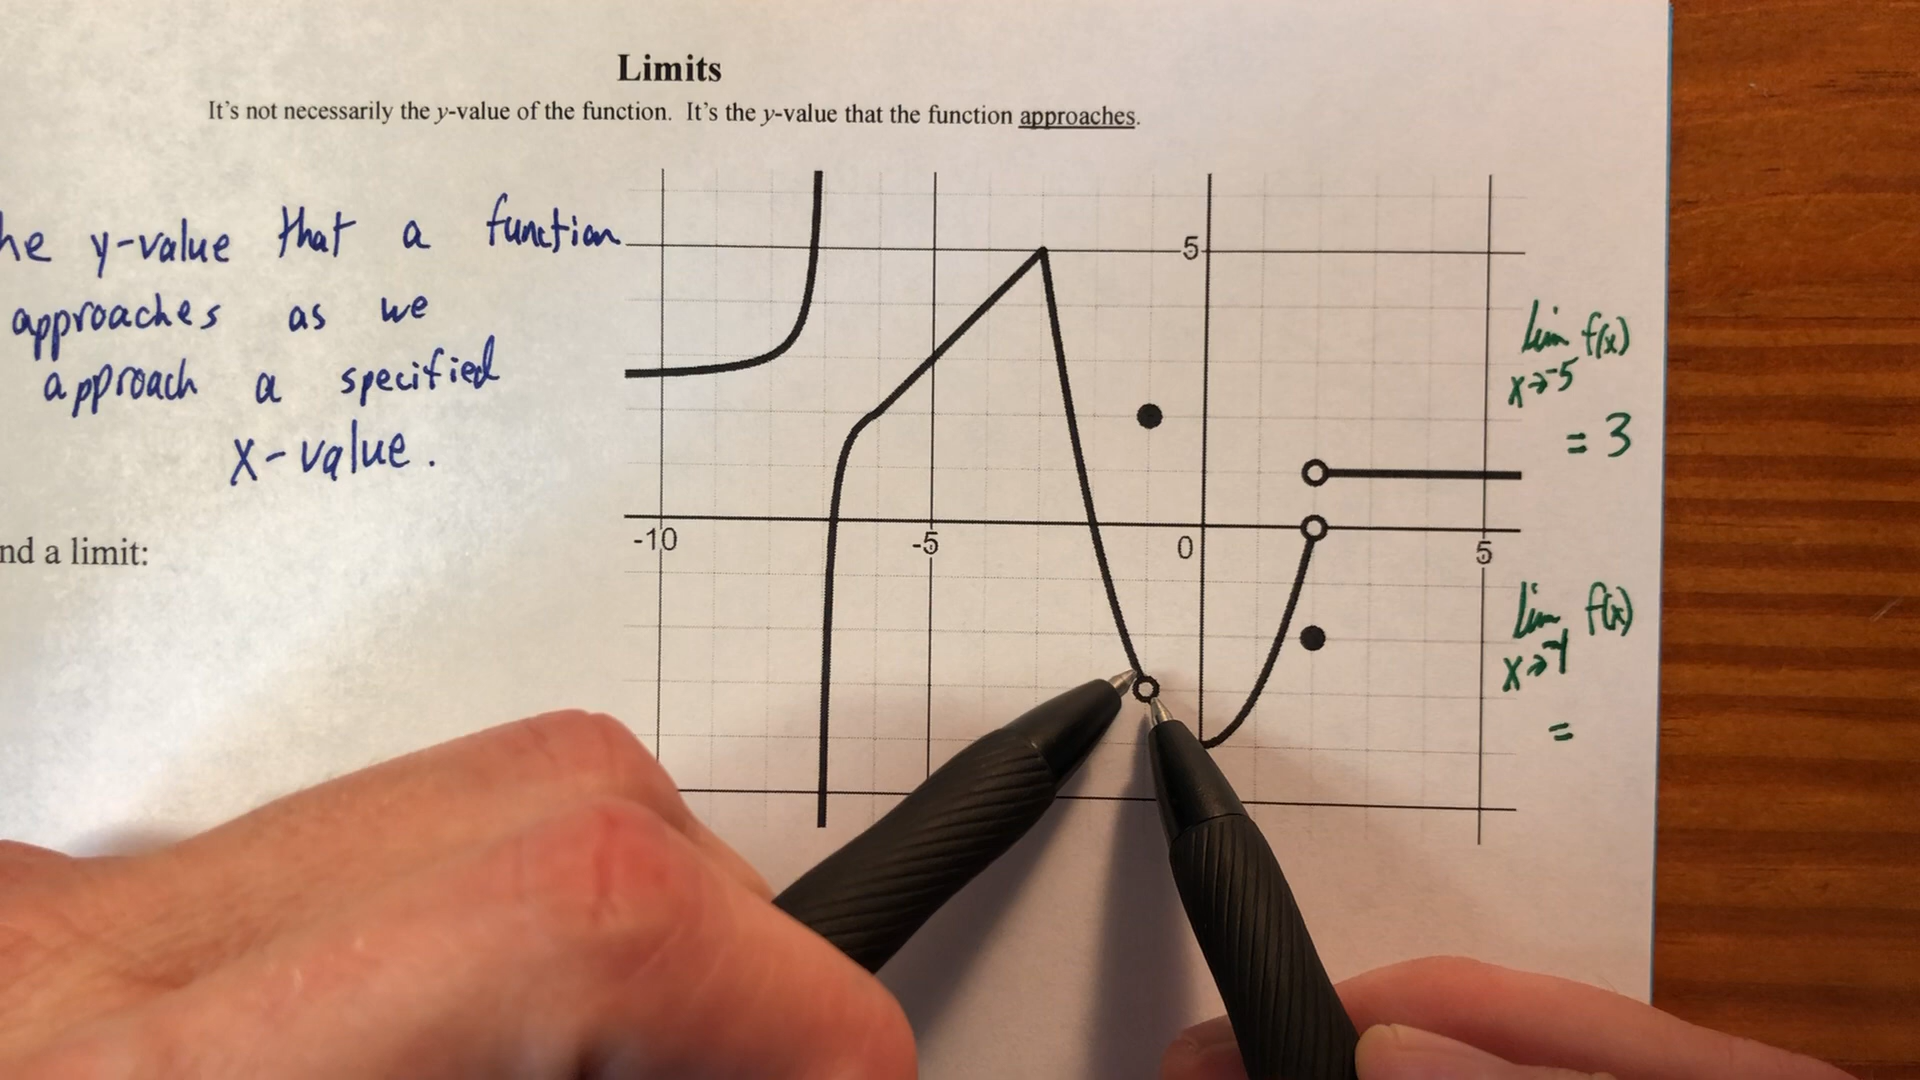 Limits
It's not necessarily the y-value of the function. It's the y-value that the function approaches.
he y-value that a function
approaches as we
approach a specified
x-value.
nd a limit:
5
-10
-5
0
5
lim f(x)
x→-5
= 3
lim f(x)
x→-1
=